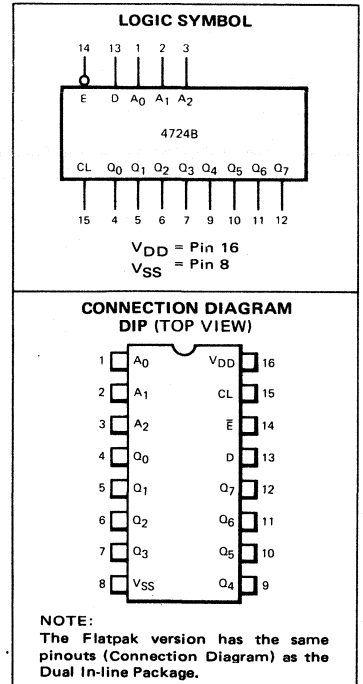 LOGIC SYMBOL
14 13 1 2 3
E D A0 A1 A2
4724B
CL Q0 Q1 Q2 Q3 Q4 Q5 Q6 Q7
15 4 5 6 7 9 10 11 12
VDD = Pin 16
VSS = Pin 8
CONNECTION DIAGRAM
DIP (TOP VIEW)
1 A0 VDD 16
2 A1 CL 15
3 A2 E̅ 14
4 Q0 D 13
5 Q1 Q7 12
6 Q2 Q6 11
7 Q3 Q5 10
8 VSS Q4 9
NOTE:
The Flatpak version has the same
pinouts (Connection Diagram) as the
Dual In-line Package.